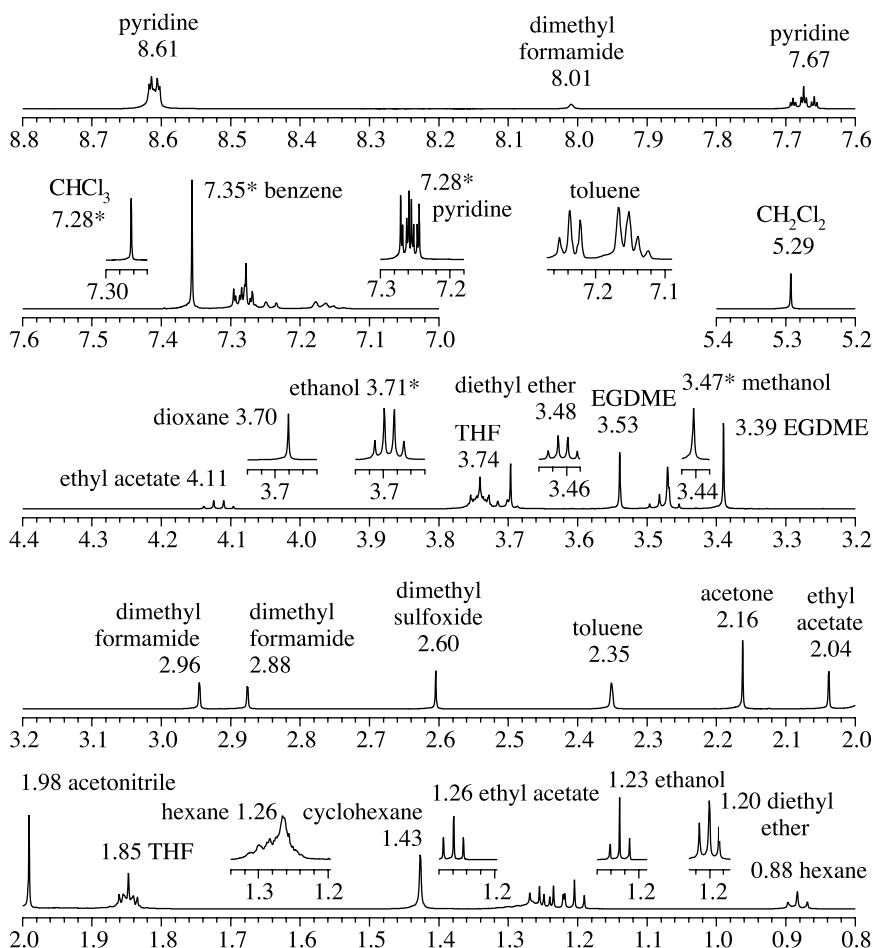 pyridine
8.61
dimethyl
formamide
8.01
pyridine
7.67
8.8 8.6 8.5 8.4 8.3 8.2 8.1 8.0 7.9 7.8 7.7 7.6
CHCl3
7.28*
7.30
7.35* benzene
7.28*
pyridine
7.3 7.2
toluene
7.2 7.1
CH2Cl2
5.29
7.6 7.5 7.4 7.3 7.2 7.1 7.0
5.4 5.3 5.2
ethyl acetate 4.11
dioxane 3.70
3.7
ethanol 3.71*
3.7
THF
3.74
diethyl ether
3.48
3.46
EGDME
3.53
3.47* methanol
3.44
3.39 EGDME
4.4 4.3 4.2 4.1 4.0 3.9 3.8 3.7 3.6 3.5 3.4 3.3 3.2
dimethyl
formamide
2.96
dimethyl
formamide
2.88
dimethyl
sulfoxide
2.60
toluene
2.35
acetone
2.16
ethyl
acetate
2.04
3.2 3.1 3.0 2.9 2.8 2.7 2.6 2.5 2.4 2.3 2.2 2.1 2.0
1.98 acetonitrile
1.85 THF
hexane 1.26
1.3 1.2
cyclohexane
1.43
1.26 ethyl acetate
1.2
1.23 ethanol
1.2
1.20 diethyl
ether
1.2
0.88 hexane
2.0 1.9 1.8 1.7 1.6 1.5 1.4 1.3 1.2 1.1 1.0 0.9 0.8